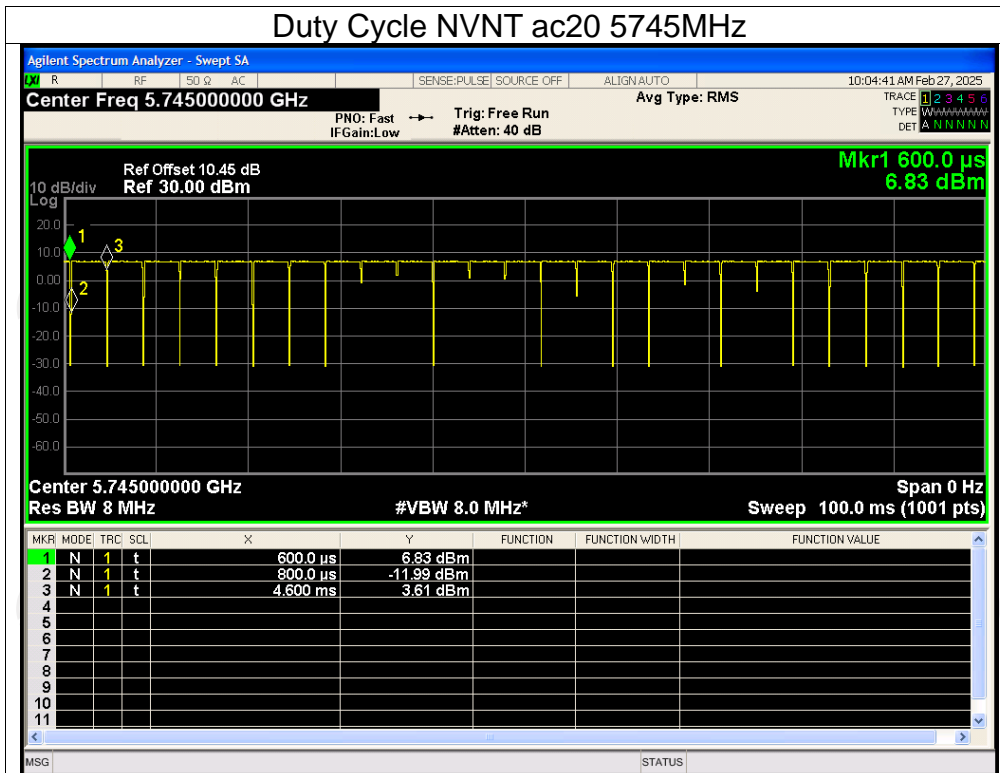 Duty Cycle NVNT ac20 5745MHz
Agilent Spectrum Analyzer - Swept SA
LXI R RF 50 Ω AC SENSE:PULSE SOURCE OFF ALIGN AUTO 10:04:41 AM Feb 27, 2025
Center Freq 5.745000000 GHz Avg Type: RMS TRACE 1 2 3 4 5 6
PNO: Fast Trig: Free Run TYPE W
IFGain:Low #Atten: 40 dB DET A N N N N N
Mkr1 600.0 µs
Ref Offset 10.45 dB
10 dB/div Ref 30.00 dBm 6.83 dBm
Log
20.0
1
3
10.0
0.00
2
-10.0
-20.0
-30.0
-40.0
-50.0
-60.0
Center 5.745000000 GHz Span 0 Hz
Res BW 8 MHz #VBW 8.0 MHz* Sweep 100.0 ms (1001 pts)
MKR MODE TRC SCL X Y FUNCTION FUNCTION WIDTH FUNCTION VALUE
1 N 1 t 600.0 µs 6.83 dBm
2 N 1 t 800.0 µs -11.99 dBm
3 N 1 t 4.600 ms 3.61 dBm
4
5
6
7
8
9
10
11
MSG STATUS